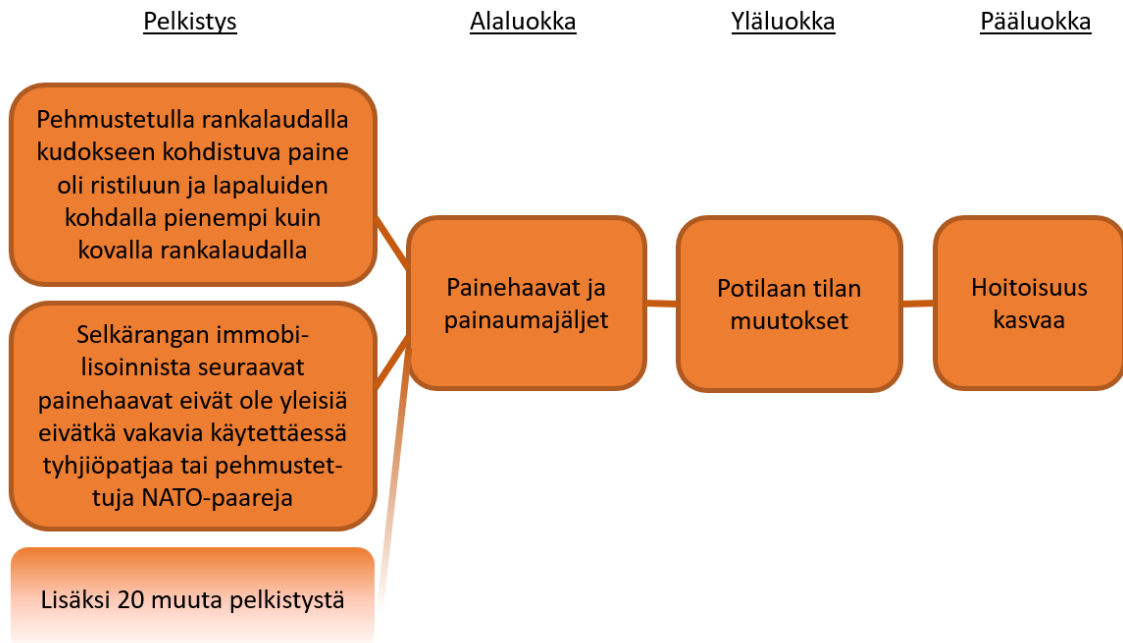 Pelkistys
Alaluokka
Yläluokka
Pääluokka
Pehmustetulla rankalaudalla
kudokseen kohdistuva paine
oli ristiluun ja lapaluiden
kohdalla pienempi kuin
kovalla rankalaudalla
Selkärangan immobi-
lisoinnista seuraavat
painehaavat eivät ole yleisiä
eivätkä vakavia käytettäessä
tyhjiöpatjaa tai pehmustet-
tuja NATO-paareja
Lisäksi 20 muuta pelkistystä
Painehaavat ja
painaumajäljet
Potilaan tilan
muutokset
Hoitoisuus
kasvaa